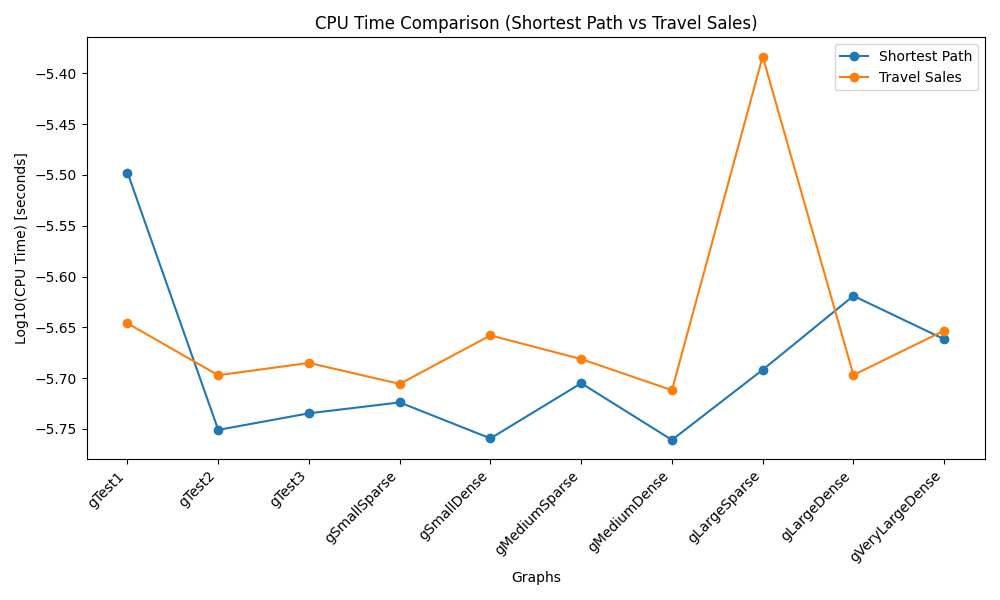 CPU Time Comparison (Shortest Path vs Travel Sales)
Shortest Path
Travel Sales
Log10(CPU Time) [seconds]
−5.40
−5.45
−5.50
−5.55
−5.60
−5.65
−5.70
−5.75
gTest1
gTest2
gTest3
gSmallSparse
gSmallDense
gMediumSparse
gMediumDense
gLargeSparse
gLargeDense
gVeryLargeDense
Graphs